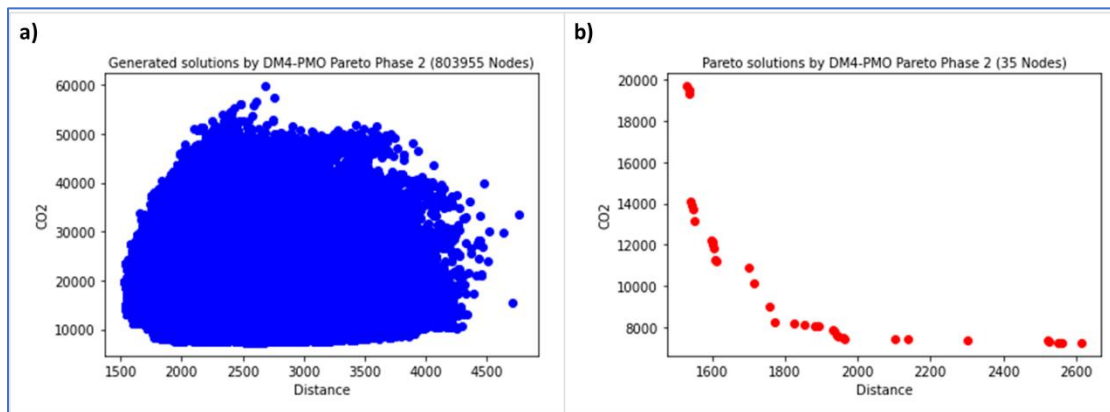 a)
Generated solutions by DM4-PMO Pareto Phase 2 (803955 Nodes)
60000
50000
40000
30000
20000
10000
CO2
1500 2000 2500 3000 3500 4000 4500
Distance
b)
Pareto solutions by DM4-PMO Pareto Phase 2 (35 Nodes)
20000
18000
16000
14000
12000
10000
8000
CO2
1600 1800 2000 2200 2400 2600
Distance